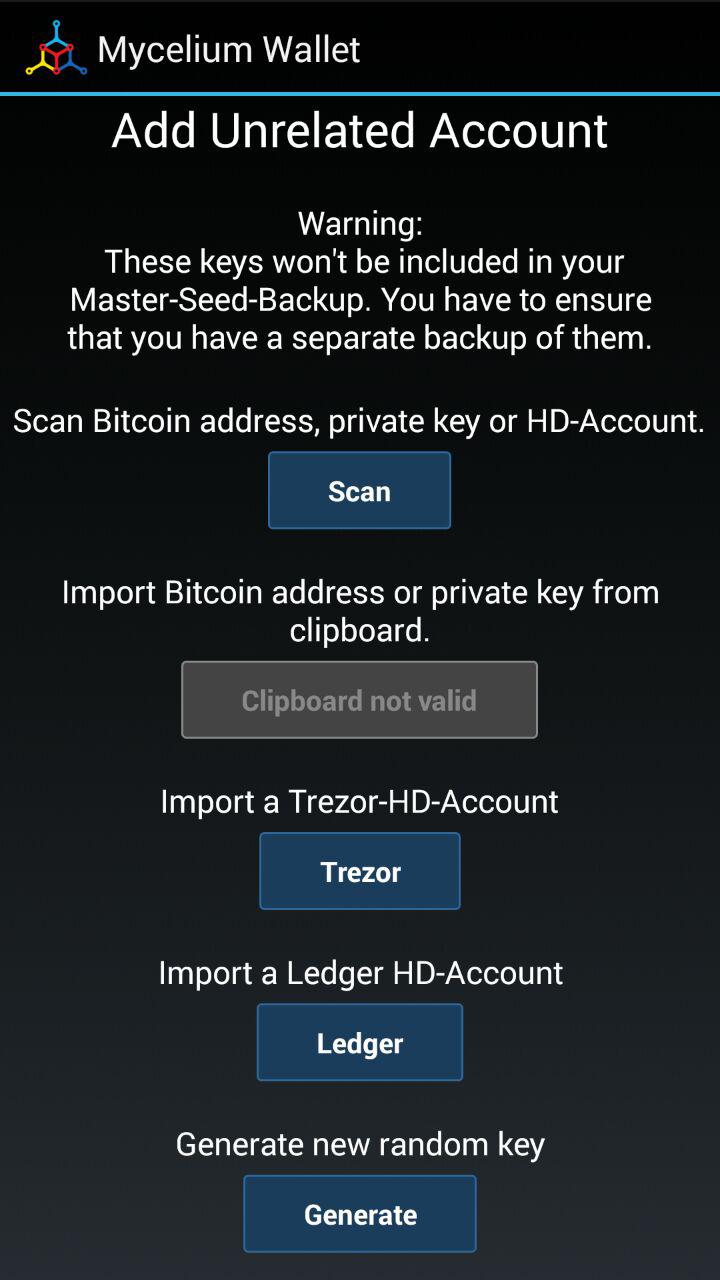 Mycelium Wallet
Add Unrelated Account
Warning:
These keys won't be included in your
Master-Seed-Backup. You have to ensure
that you have a separate backup of them.
Scan Bitcoin address, private key or HD-Account.
Scan
Import Bitcoin address or private key from
clipboard.
Clipboard not valid
Import a Trezor-HD-Account
Trezor
Import a Ledger HD-Account
Ledger
Generate new random key
Generate